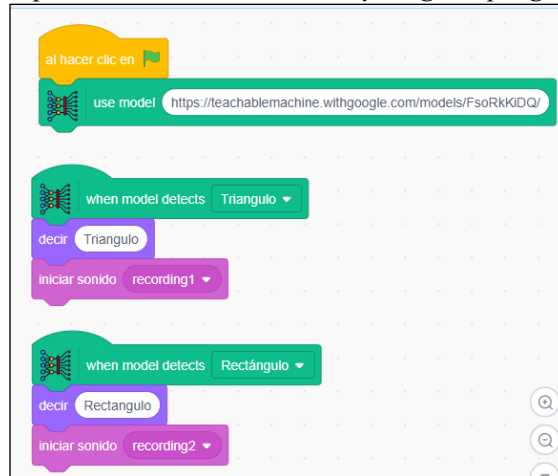 al hacer clic en
use model https://teachablemachine.withgoogle.com/models/FsoRkKiDQ/
when model detects Triangulo
decir Triangulo
iniciar sonido recording1
when model detects Rectángulo
decir Rectangulo
iniciar sonido recording2